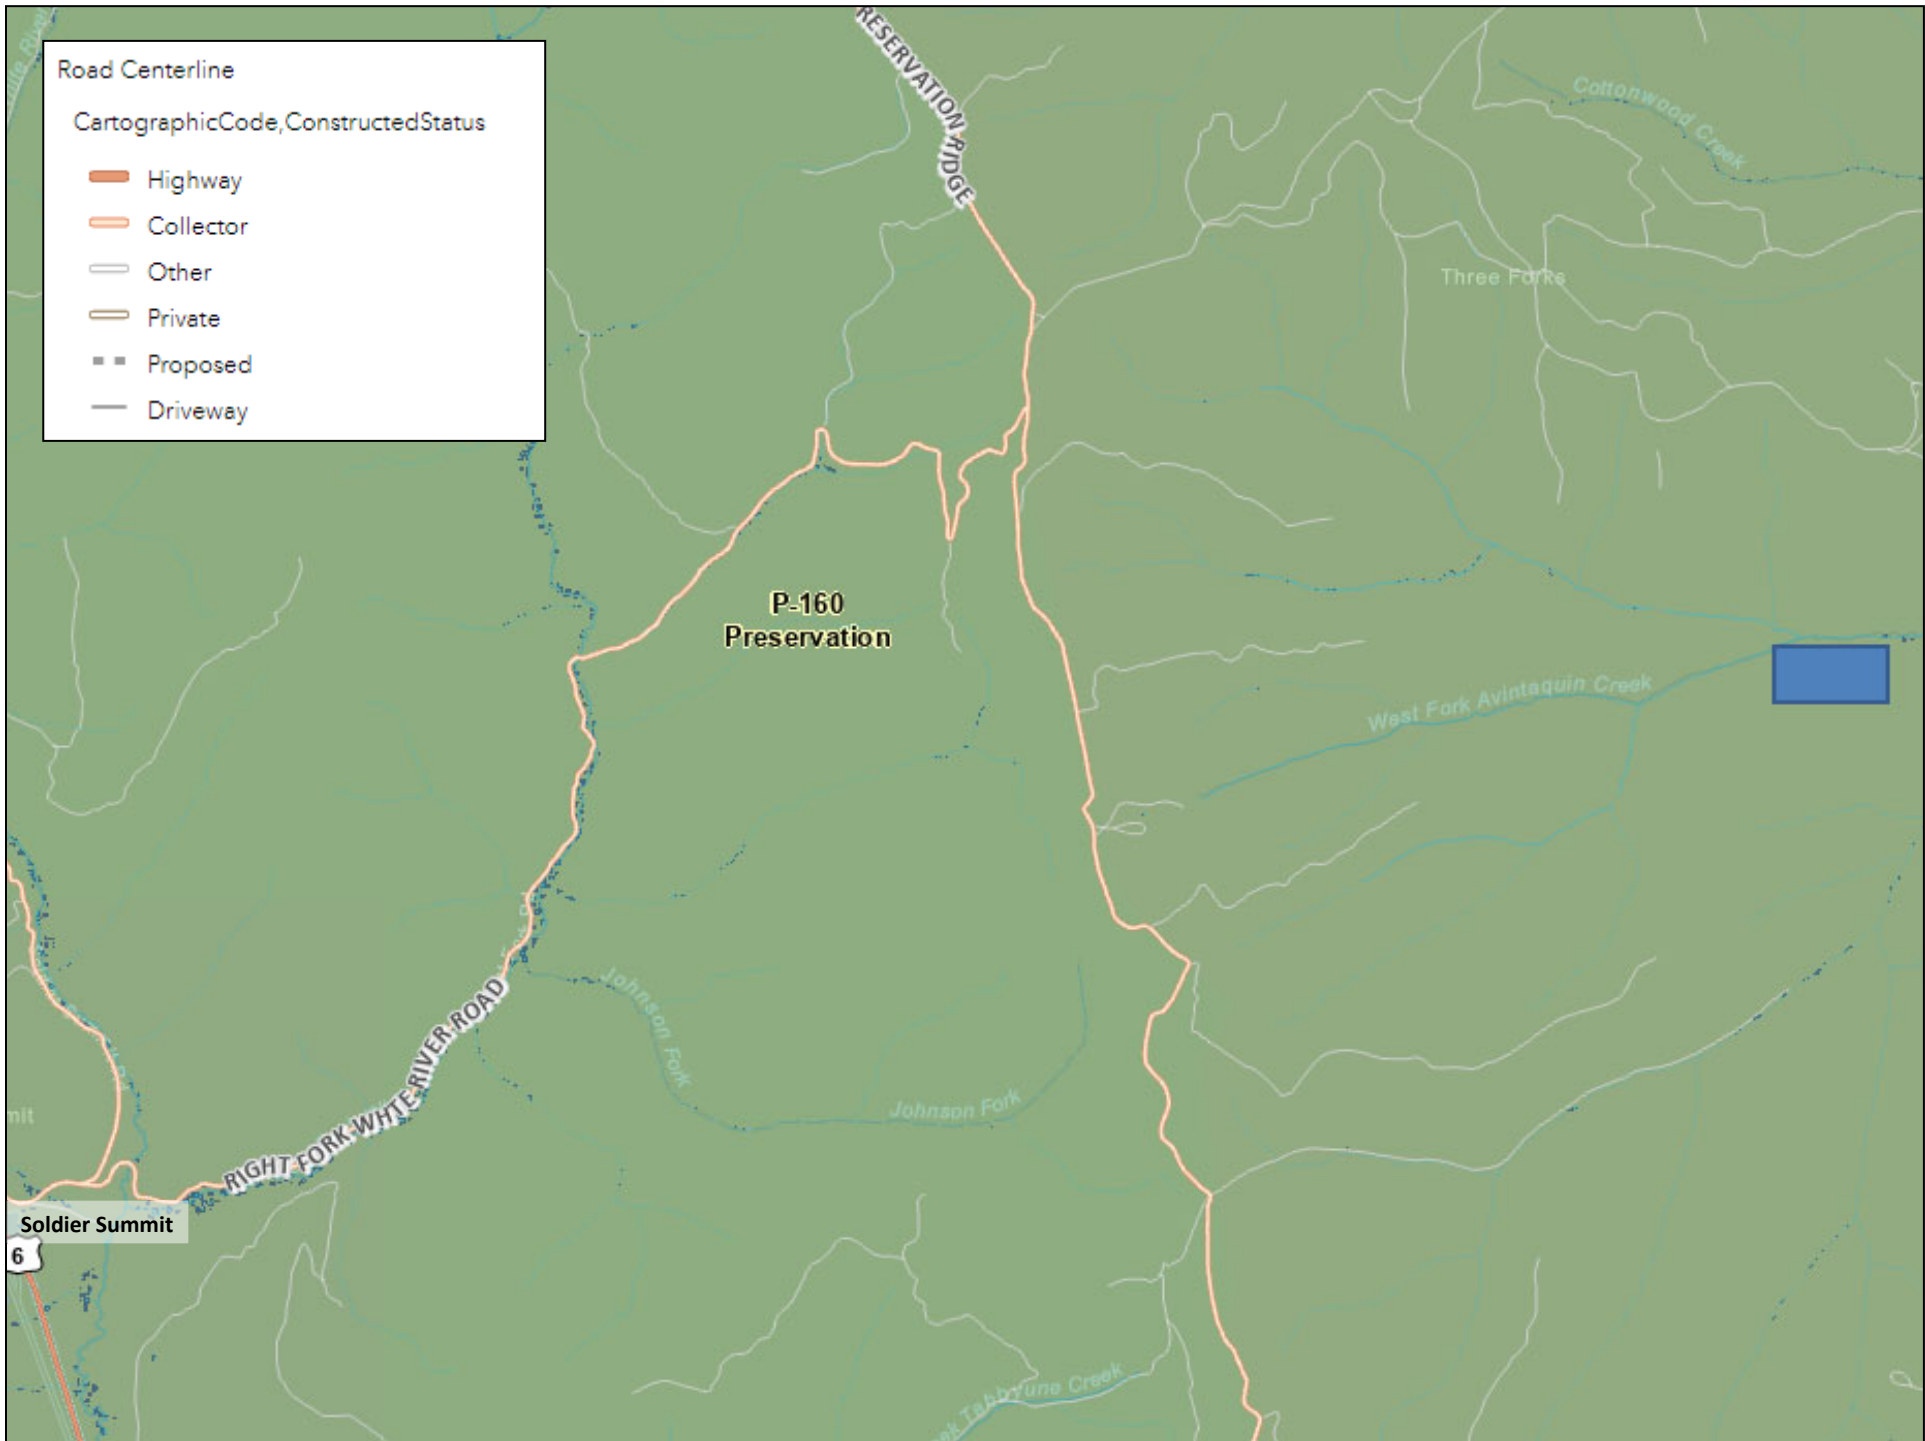 RESERVATION RIDGE
Road Centerline
CartographicCode,ConstructedStatus
Highway
Collector
Other
Private
Proposed
Driveway
Cottonwood Creek
Three Forks
P-160
Preservation
West Fork Avintaquin Creek
Johnson Fork
Johnson Fork
RIGHT FORK WHTE RIVER ROAD
Soldier Summit
6
Tabbyune Creek